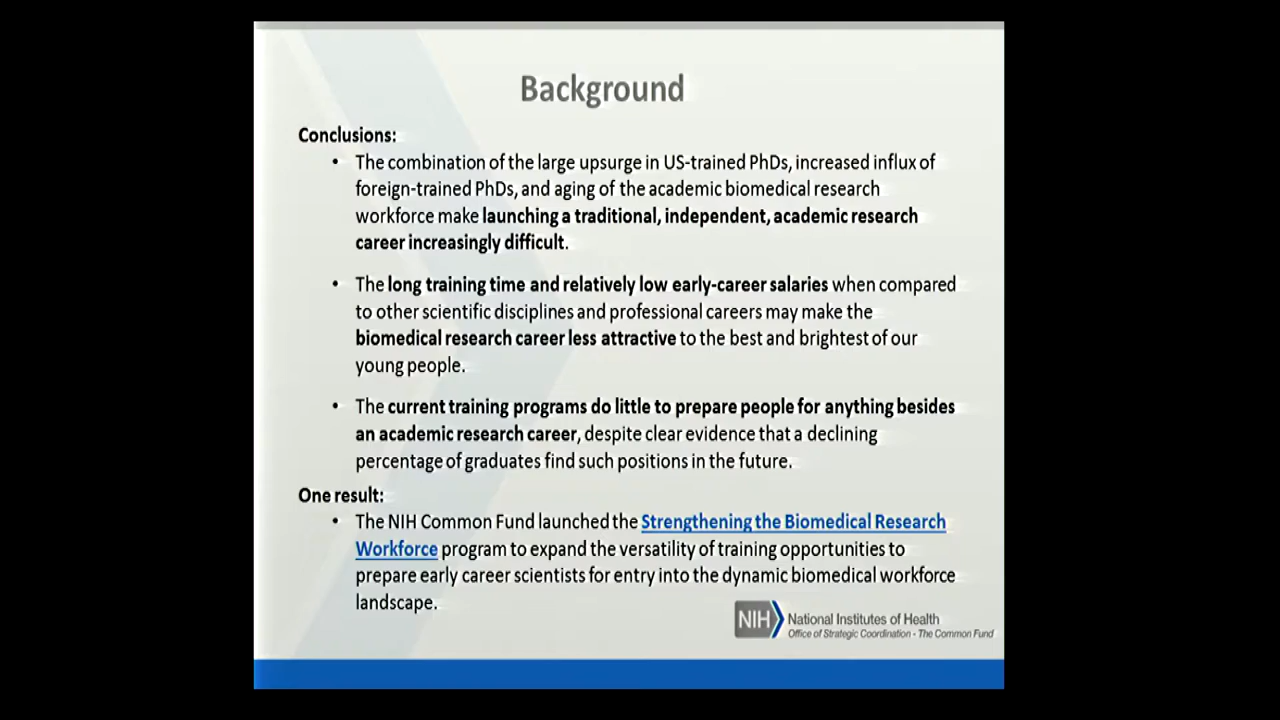 Background
Conclusions:
• The combination of the large upsurge in US-trained PhDs, increased influx of
foreign-trained PhDs, and aging of the academic biomedical research
workforce make launching a traditional, independent, academic research
career increasingly difficult.
• The long training time and relatively low early-career salaries when compared
to other scientific disciplines and professional careers may make the
biomedical research career less attractive to the best and brightest of our
young people.
• The current training programs do little to prepare people for anything besides
an academic research career, despite clear evidence that a declining
percentage of graduates find such positions in the future.
One result:
• The NIH Common Fund launched the Strengthening the Biomedical Research
Workforce program to expand the versatility of training opportunities to
prepare early career scientists for entry into the dynamic biomedical workforce
landscape.
NIH National Institutes of Health
Office of Strategic Coordination - The Common Fund